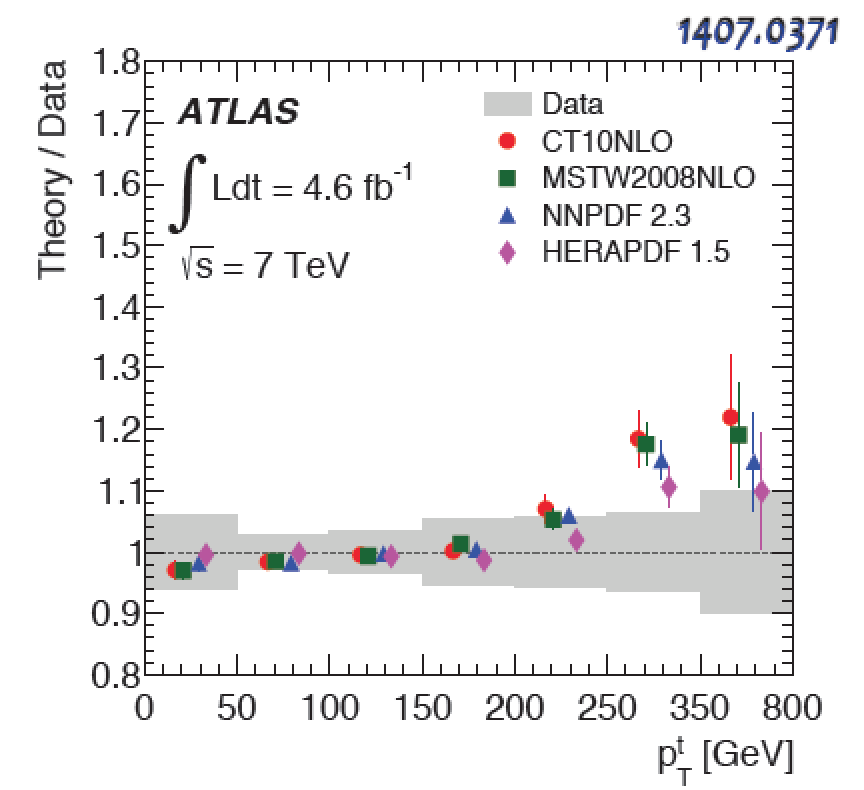 1407.0371
Theory / Data
1.8
1.7
1.6
1.5
1.4
1.3
1.2
1.1
1
0.9
0.8
ATLAS
∫ Ldt = 4.6 fb⁻¹
√s = 7 TeV
Data
CT10NLO
MSTW2008NLO
NNPDF 2.3
HERAPDF 1.5
0 50 100 150 200 250 350 800
p_T^t [GeV]